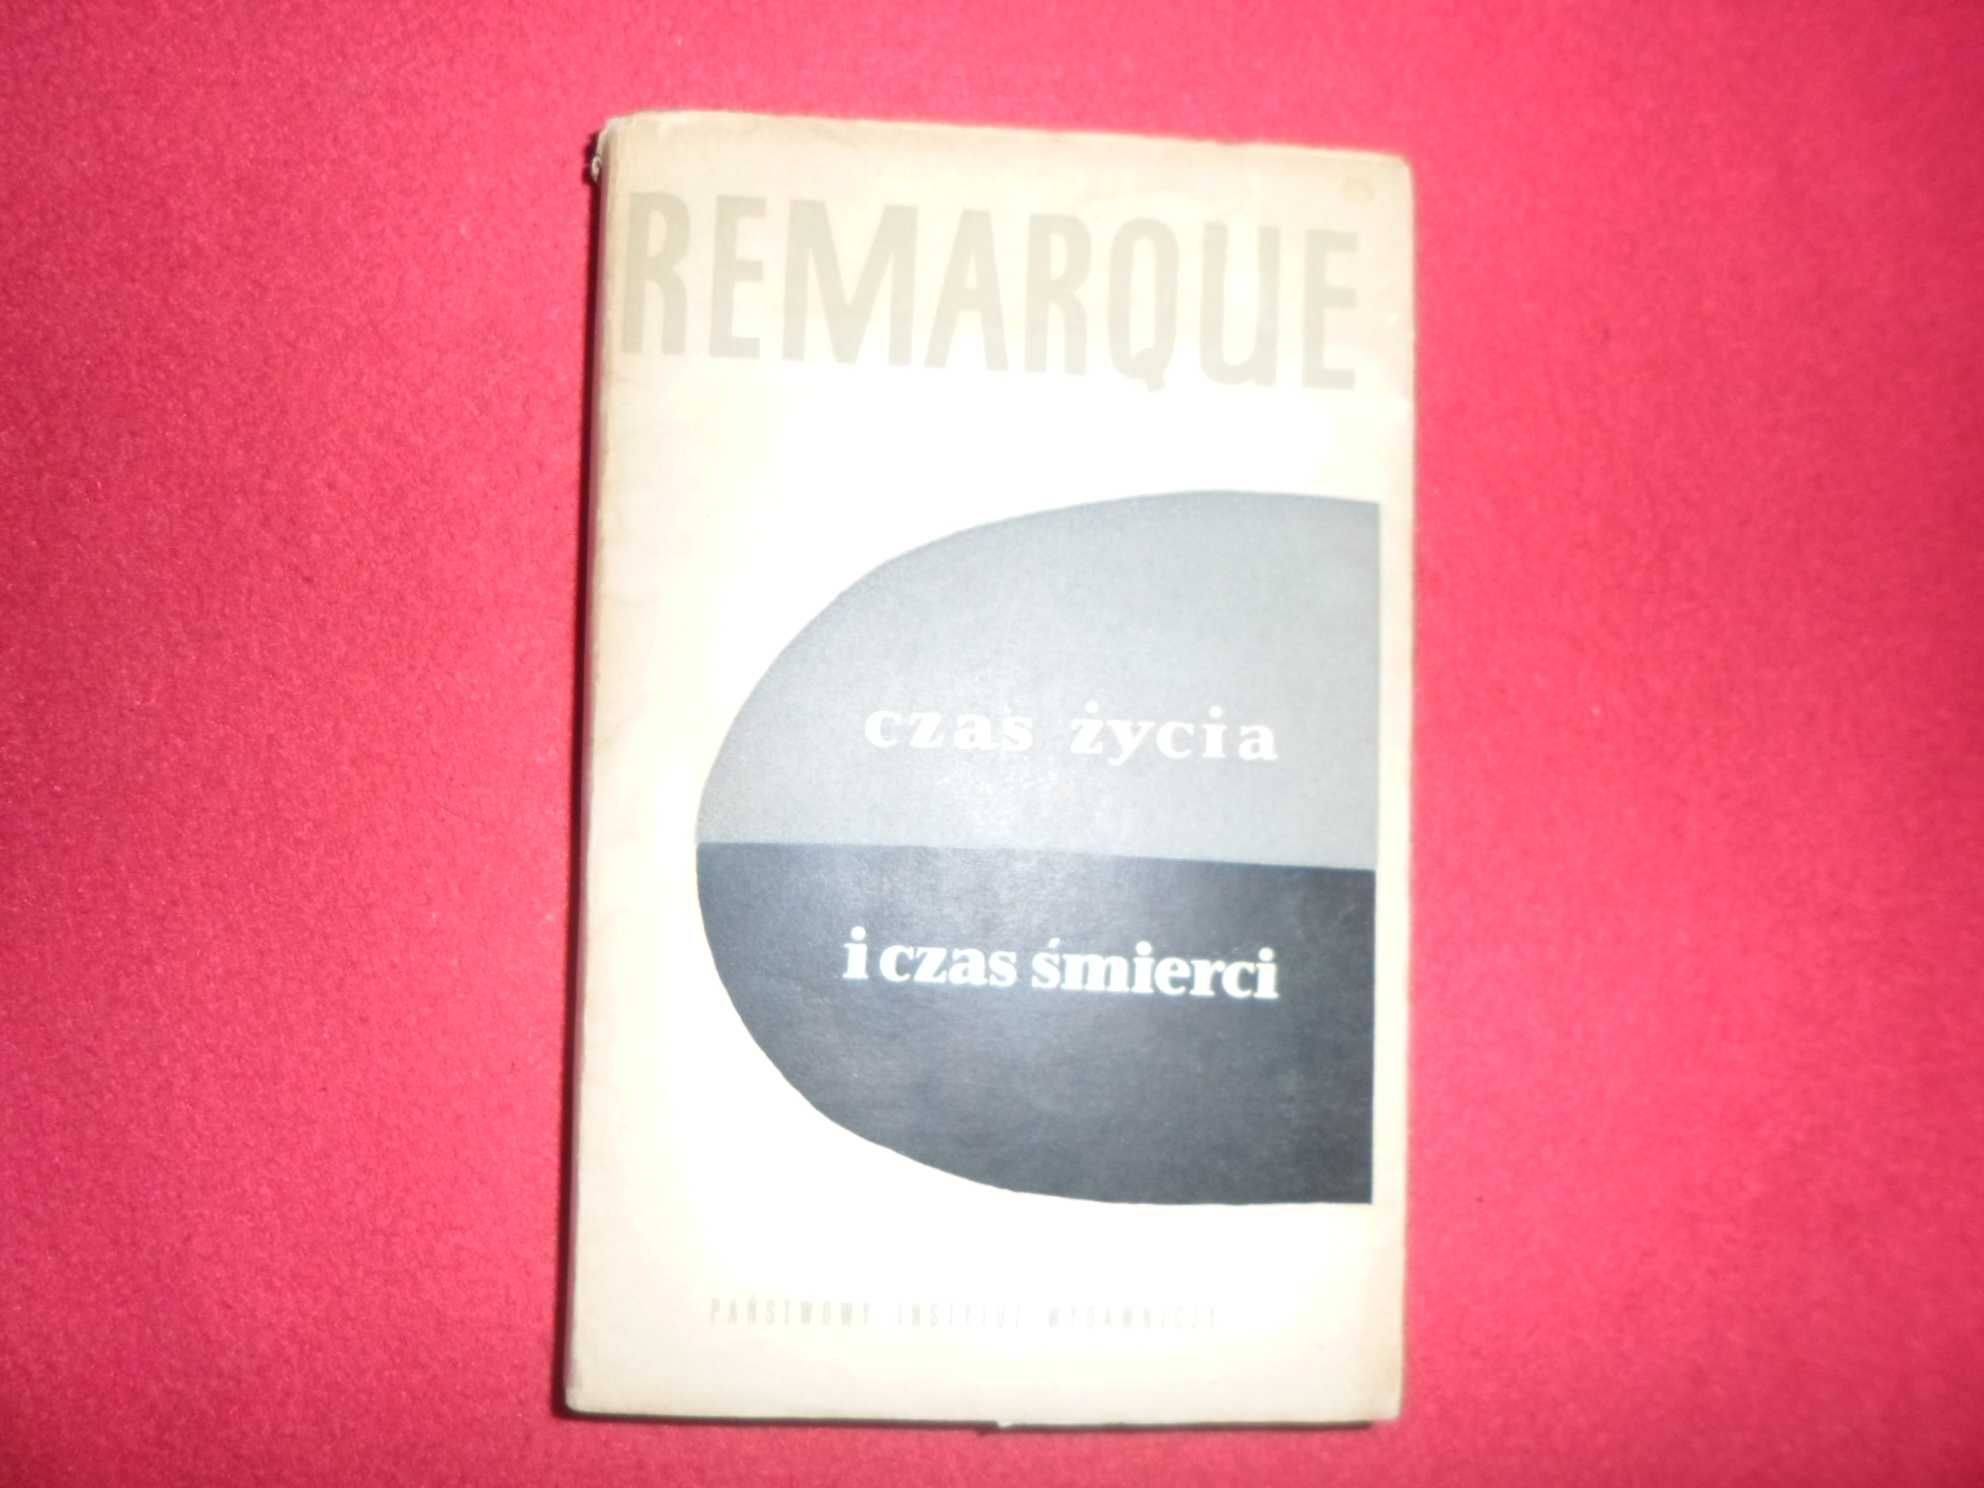 REMARQUE
czas życia
i czas śmierci
PAŃSTWOWY INSTYTUT WYDAWNICZY